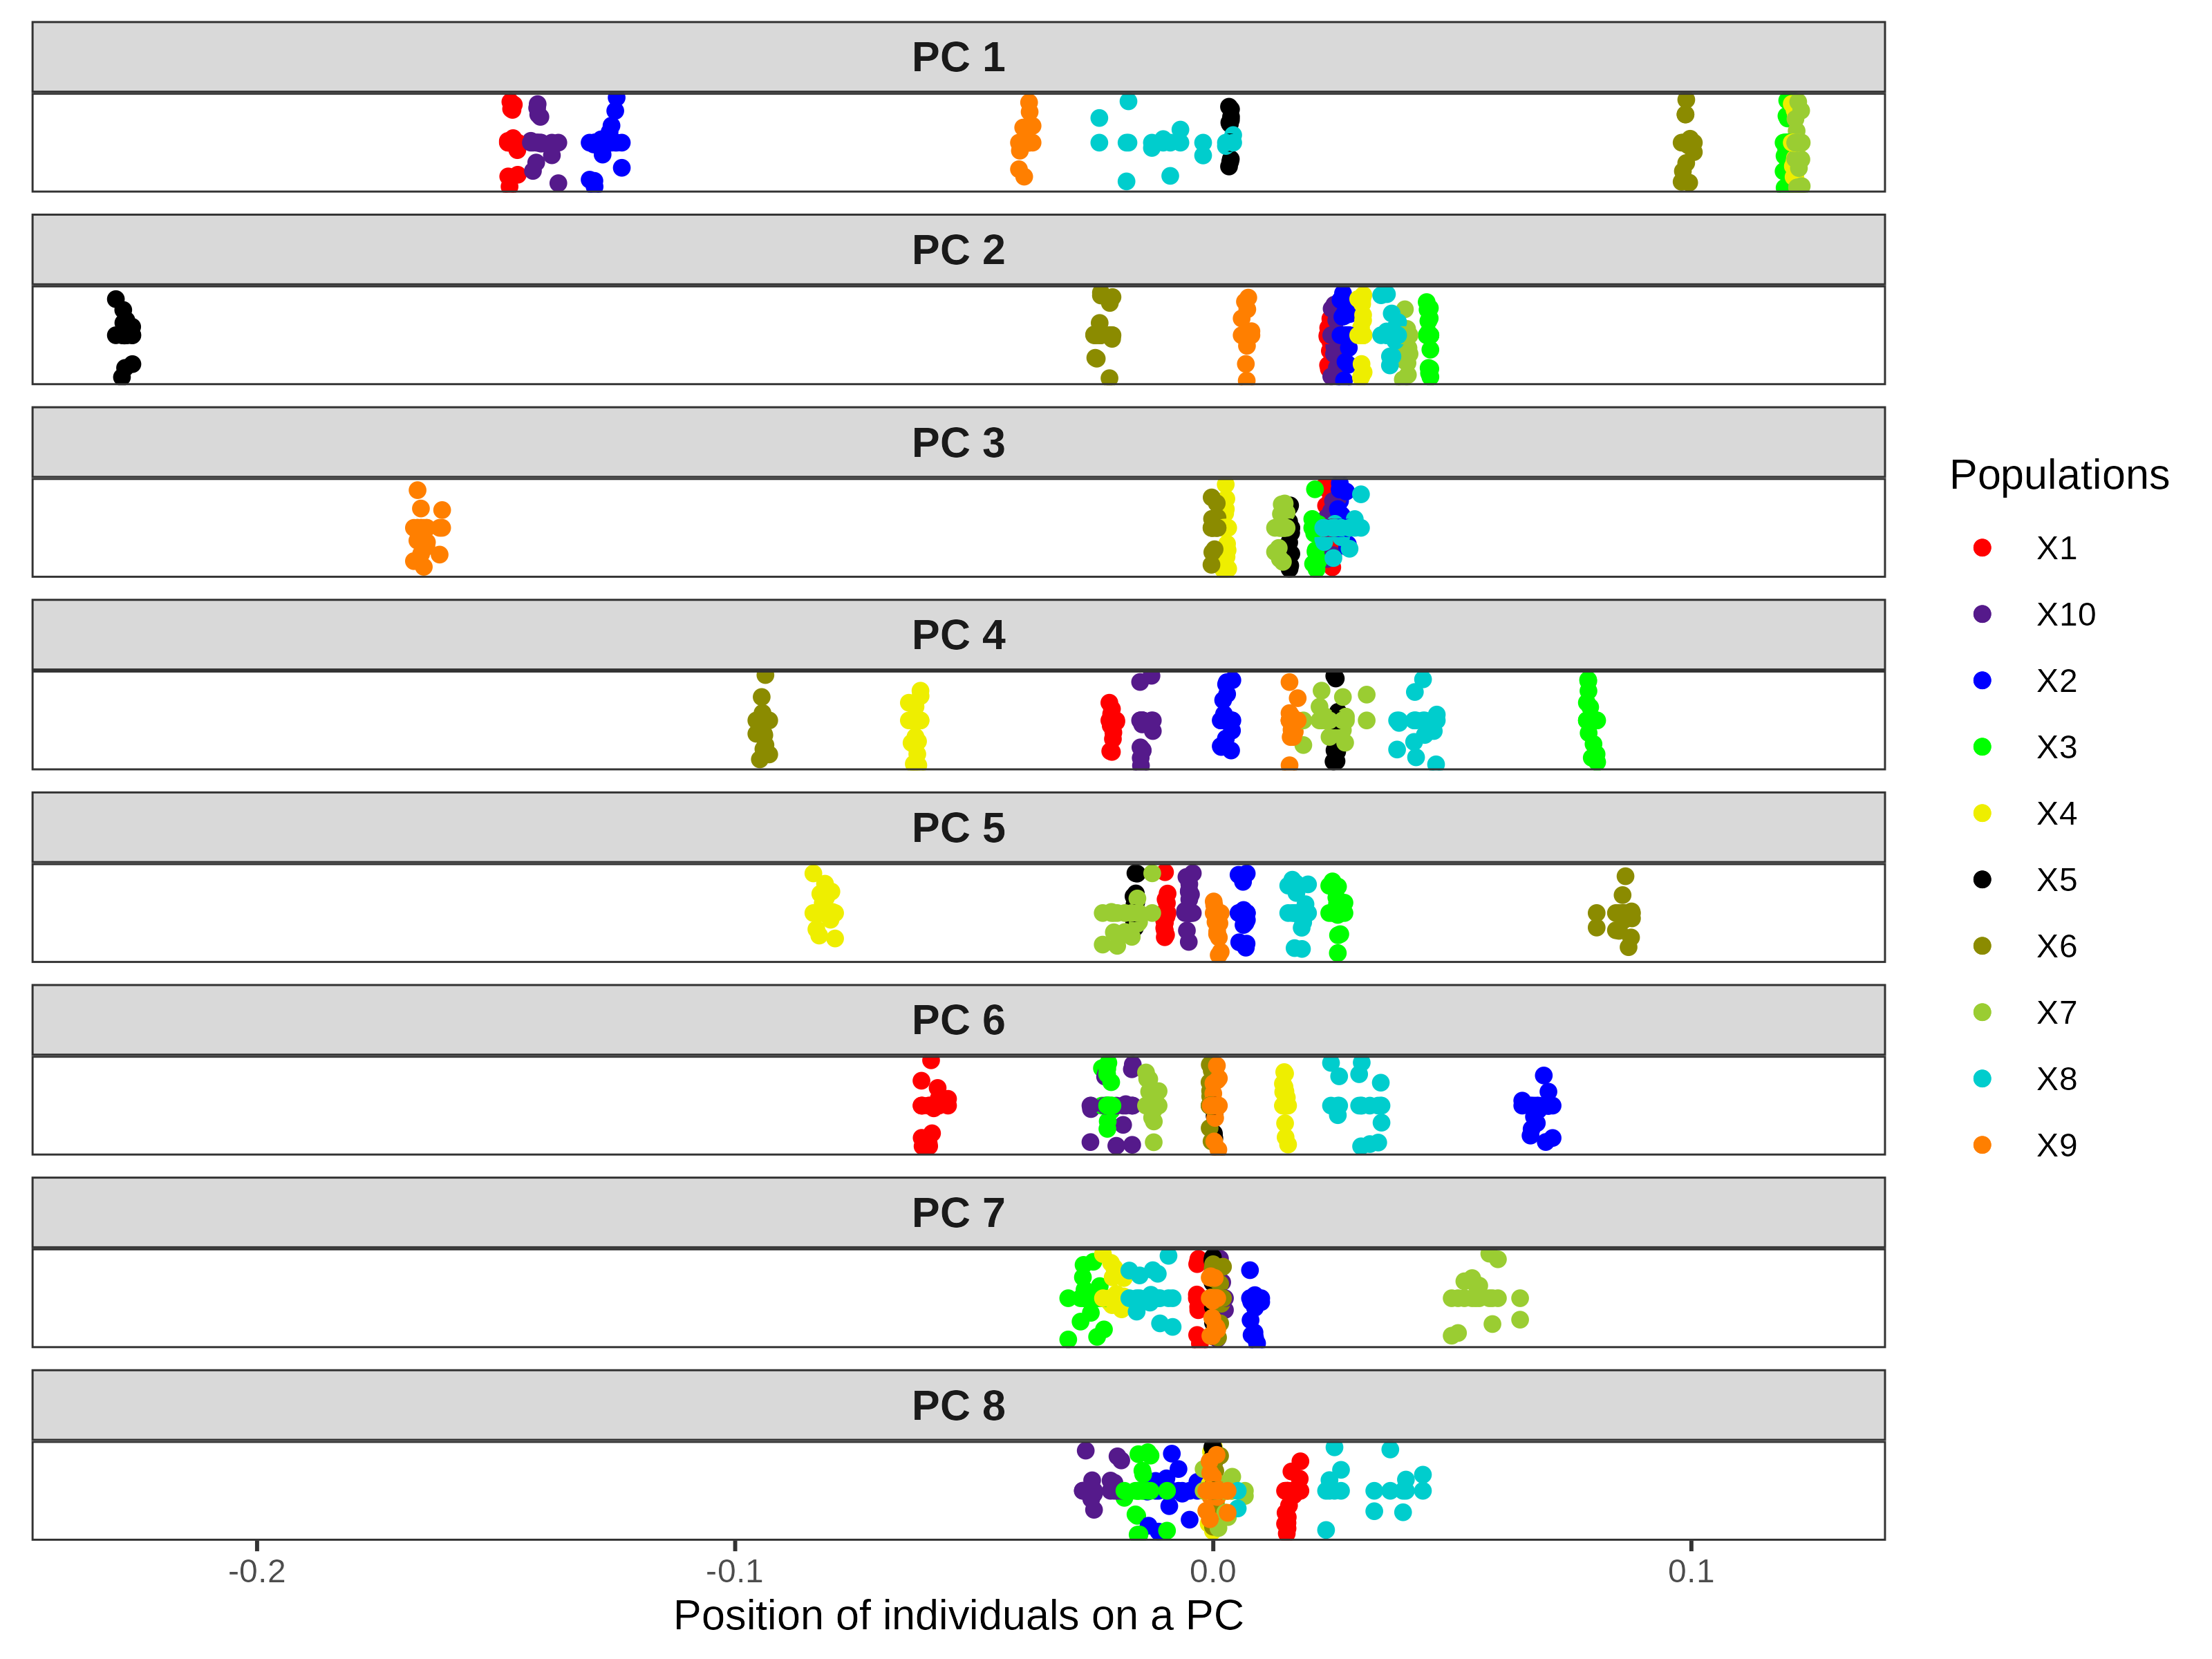 PC 1
PC 2
PC 3
PC 4
PC 5
PC 6
PC 7
PC 8
-0.2 -0.1 0.0 0.1
Position of individuals on a PC
Populations
X1
X10
X2
X3
X4
X5
X6
X7
X8
X9